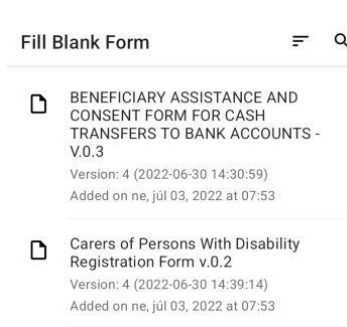 Fill Blank Form
BENEFICIARY ASSISTANCE AND
CONSENT FORM FOR CASH
TRANSFERS TO BANK ACCOUNTS -
V.0.3
Version: 4 (2022-06-30 14:30:59)
Added on ne, júl 03, 2022 at 07:53
Carers of Persons With Disability
Registration Form v.0.2
Version: 4 (2022-06-30 14:39:14)
Added on ne, júl 03, 2022 at 07:53